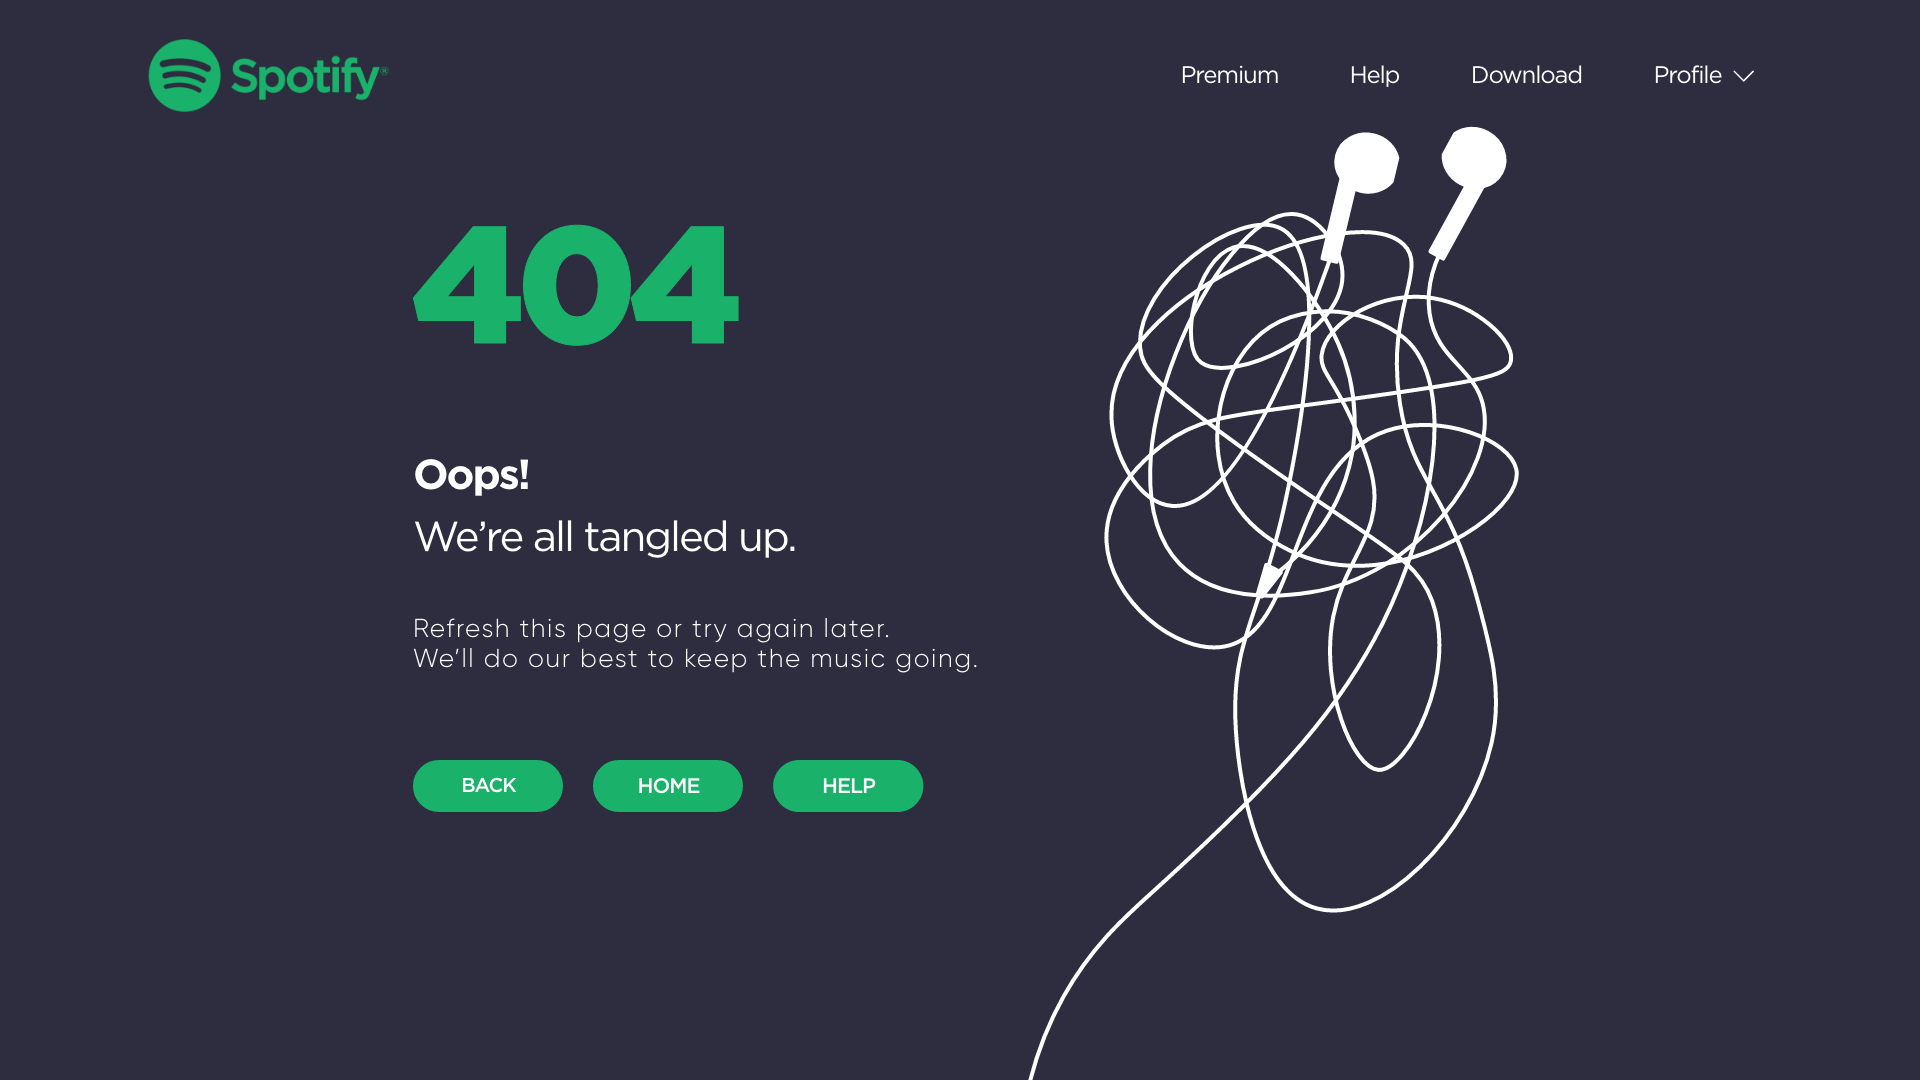 Spotify®
Premium Help Download Profile
404
Oops!
We’re all tangled up.
Refresh this page or try again later.
We’ll do our best to keep the music going.
BACK HOME HELP